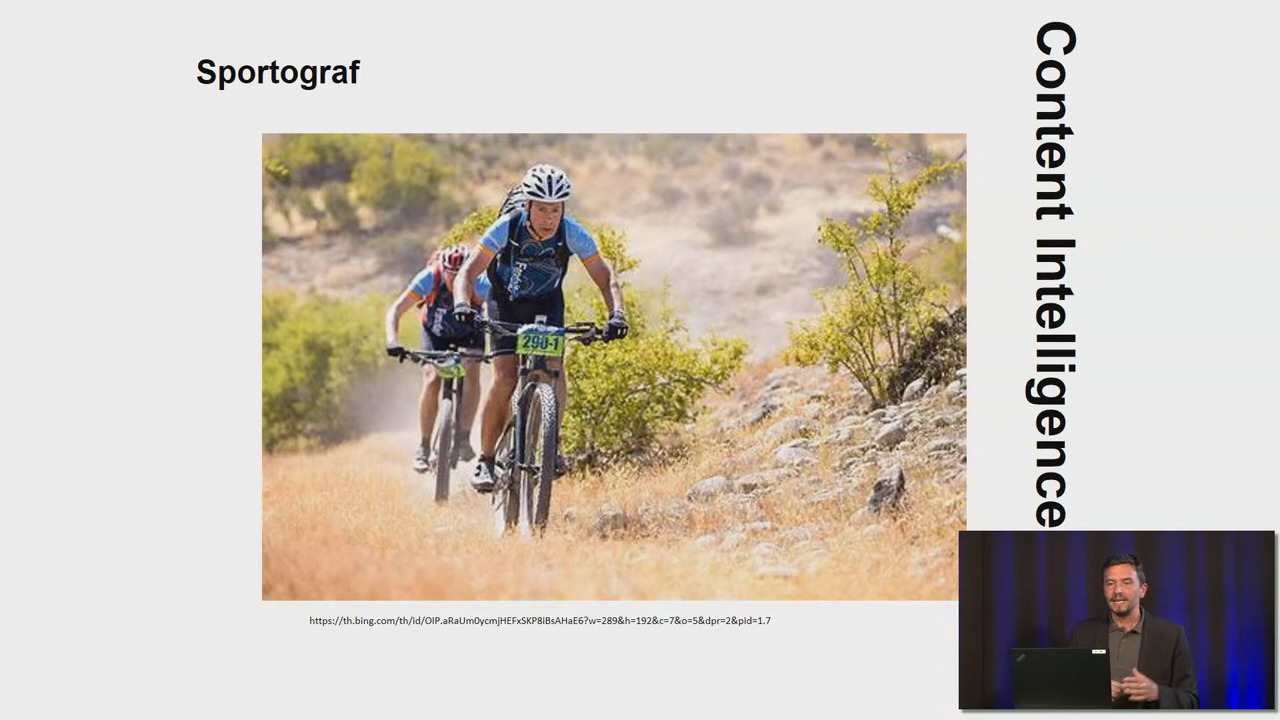 Sportograf
Content Intelligence
290-1
https://th.bing.com/th/id/OIP.aRaUm0ycmjHEFxSKP8iBsAHaE6?w=289&h=192&c=7&o=5&dpr=2&pid=1.7